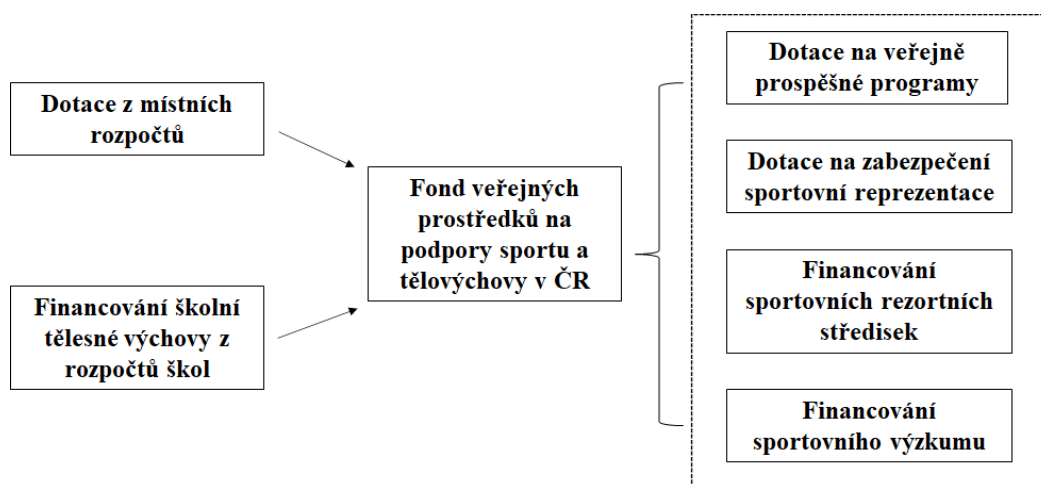 Dotace z místních
rozpočtů
Financování školní
tělesné výchovy z
rozpočtů škol
Fond veřejných
prostředků na
podpory sportu a
tělovýchovy v ČR
Dotace na veřejně
prospěšné programy
Dotace na zabezpečení
sportovní reprezentace
Financování
sportovních rezortních
středisek
Financování
sportovního výzkumu